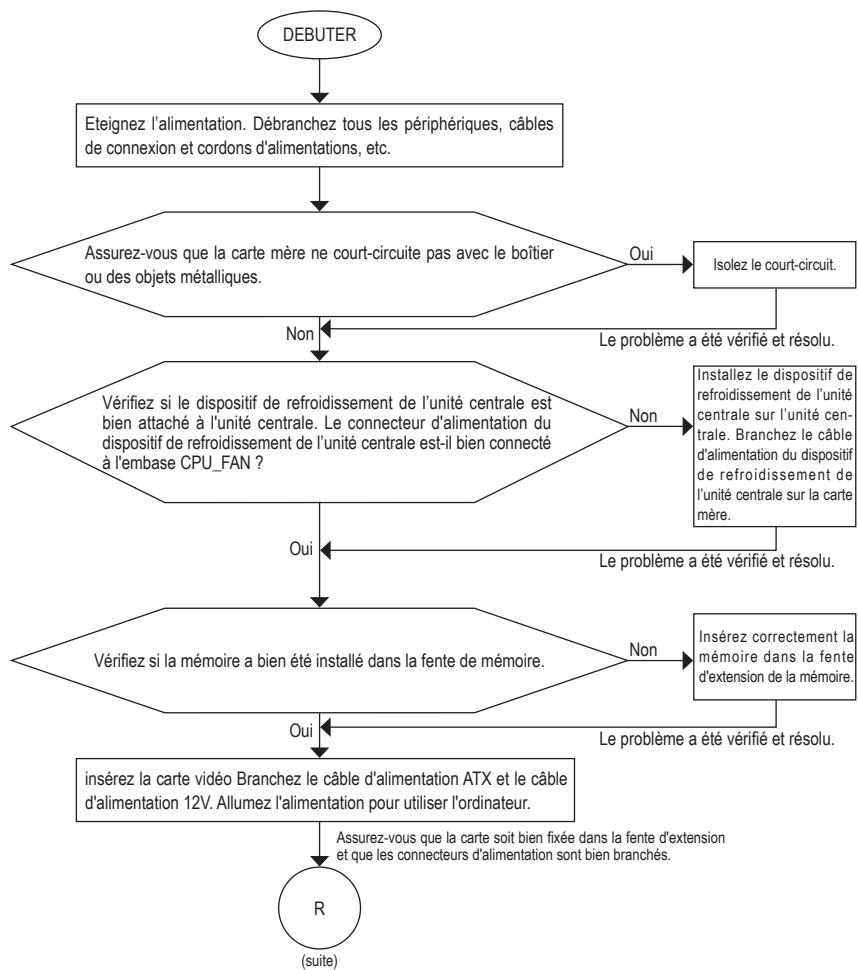 DEBUTER
Eteignez l’alimentation. Débranchez tous les périphériques, câbles
de connexion et cordons d'alimentations, etc.
Assurez-vous que la carte mère ne court-circuite pas avec le boîtier
ou des objets métalliques.
Oui
Isolez le court-circuit.
Non
Le problème a été vérifié et résolu.
Vérifiez si le dispositif de refroidissement de l’unité centrale est
bien attaché à l'unité centrale. Le connecteur d'alimentation du
dispositif de refroidissement de l’unité centrale est-il bien connecté
à l'embase CPU_FAN ?
Non
Installez le dispositif de
refroidissement de l’unité
centrale sur l’unité cen-
trale. Branchez le câble
d'alimentation du dispositif
de refroidissement de
l’unité centrale sur la carte
mère.
Oui
Le problème a été vérifié et résolu.
Vérifiez si la mémoire a bien été installé dans la fente de mémoire.
Non
Insérez correctement la
mémoire dans la fente
d'extension de la mémoire.
Oui
Le problème a été vérifié et résolu.
insérez la carte vidéo Branchez le câble d'alimentation ATX et le câble
d'alimentation 12V. Allumez l'alimentation pour utiliser l'ordinateur.
Assurez-vous que la carte soit bien fixée dans la fente d'extension
et que les connecteurs d'alimentation sont bien branchés.
R
(suite)